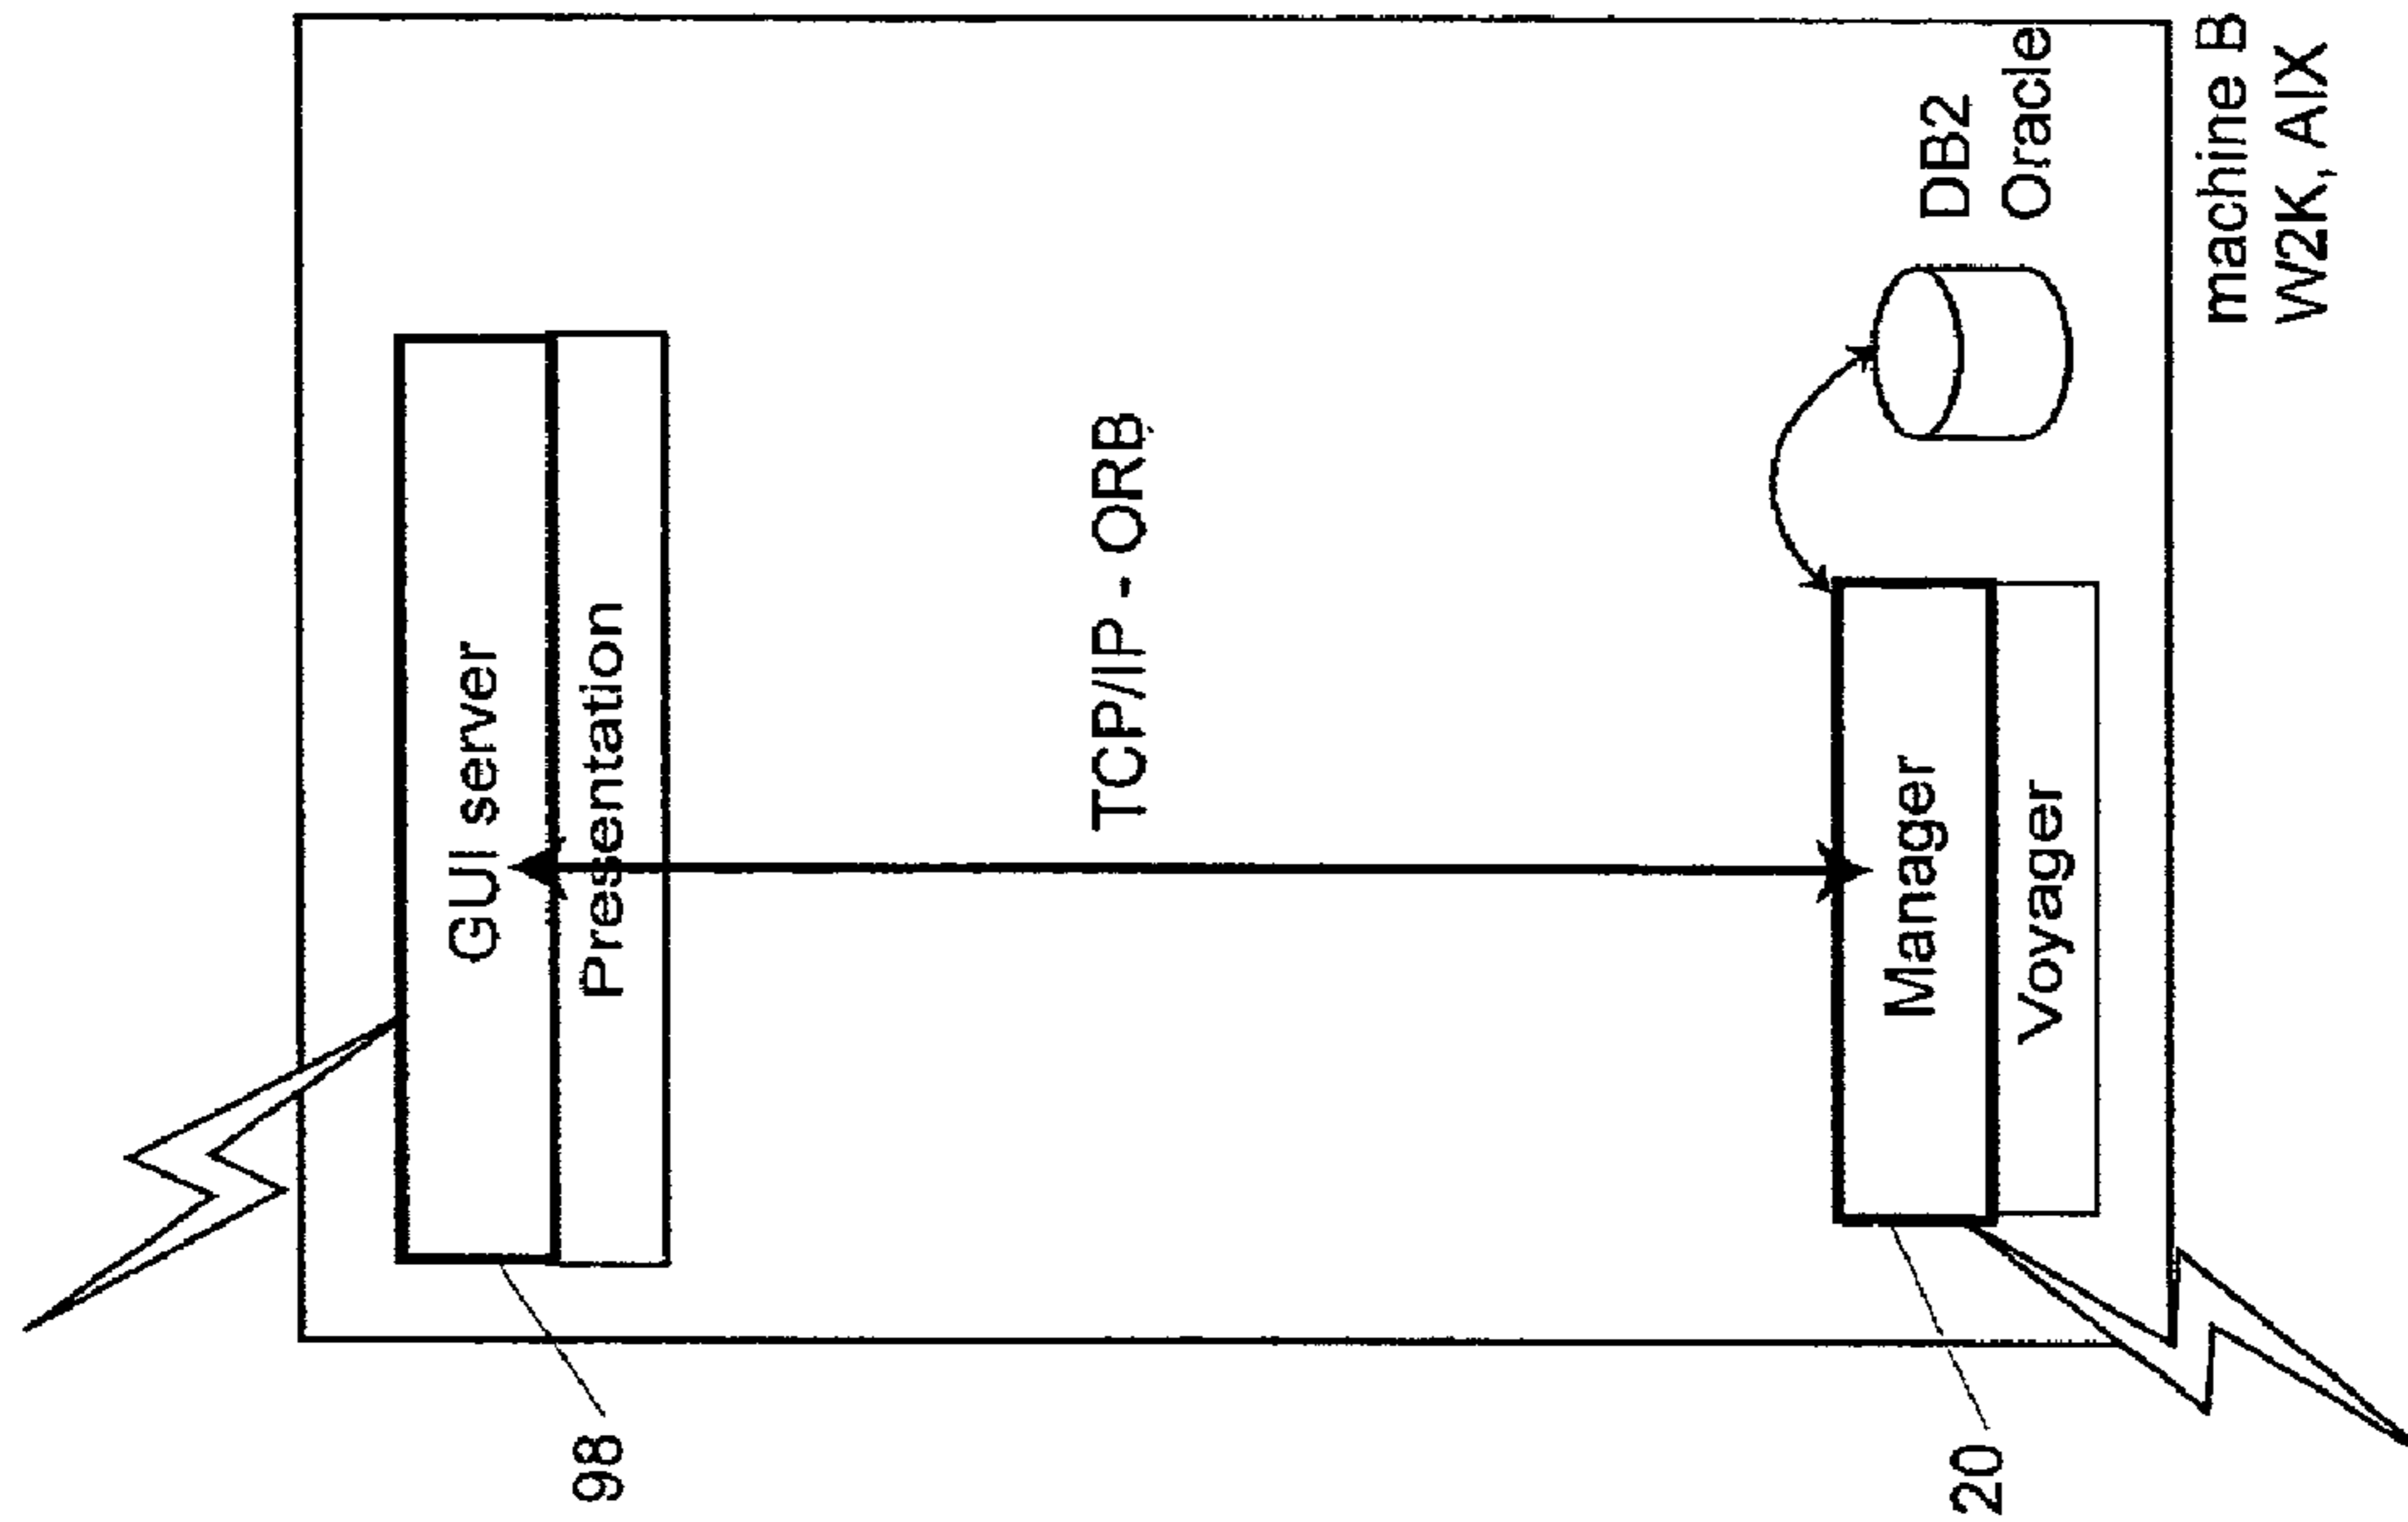 98
GUI server
Presentation
TCP/IP - ORB
20
Manager
Voyager
DB2
Oracle
machine B
W2K, AIX